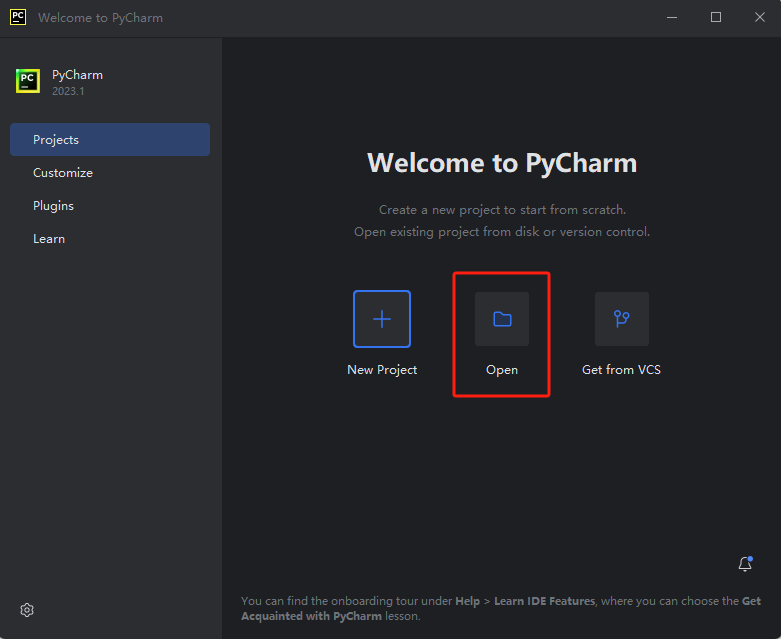 PC
Welcome to PyCharm
PC
PyCharm
2023.1
Projects
Customize
Plugins
Learn
Welcome to PyCharm
Create a new project to start from scratch.
Open existing project from disk or version control.
New Project
Open
Get from VCS
You can find the onboarding tour under Help > Learn IDE Features, where you can choose the Get
Acquainted with PyCharm lesson.